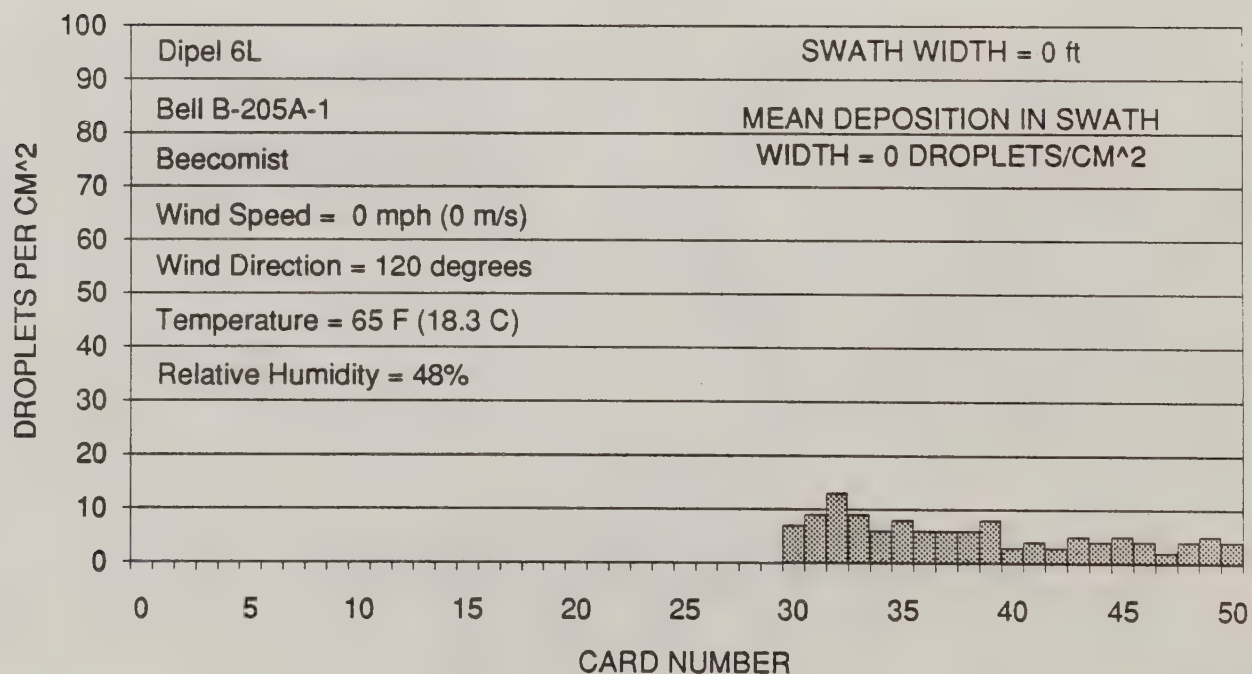 DROPLETS PER CM^2
100
90
80
70
60
50
40
30
20
10
0
Dipel 6L
SWATH WIDTH = 0 ft
Bell B-205A-1
MEAN DEPOSITION IN SWATH
Beecomist
WIDTH = 0 DROPLETS/CM^2
Wind Speed = 0 mph (0 m/s)
Wind Direction = 120 degrees
Temperature = 65 F (18.3 C)
Relative Humidity = 48%
0 5 10 15 20 25 30 35 40 45 50
CARD NUMBER